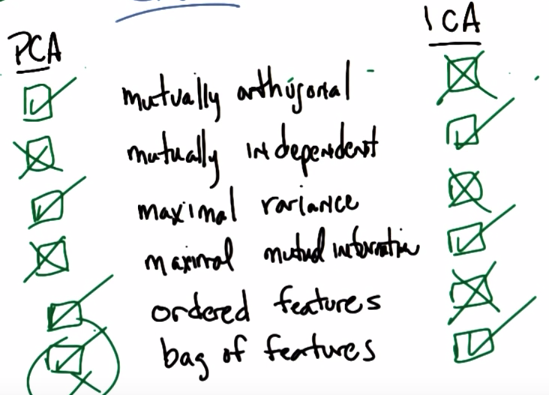 PCA ICA
mutually orthogonal
mutually independent
maximal variance
maximal mutual information
ordered features
bag of features